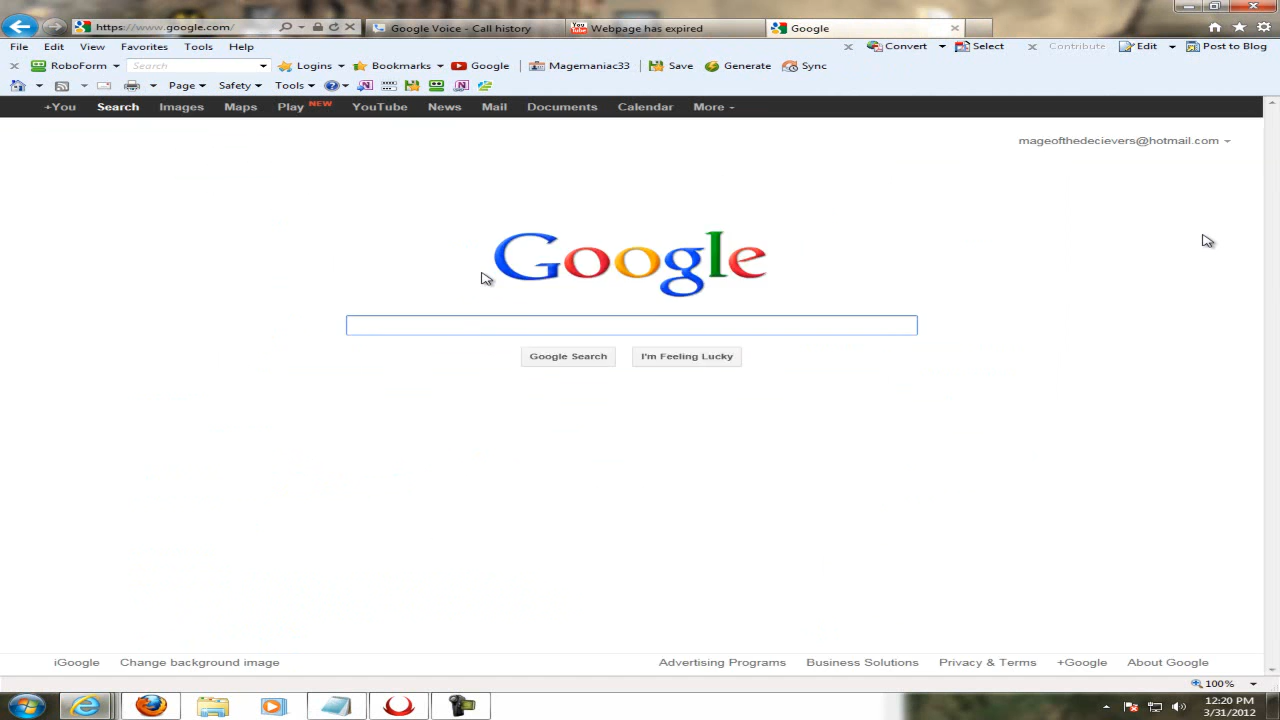 https://www.google.com/ Google Voice - Call history Webpage has expired Google
File Edit View Favorites Tools Help Convert Select Contribute Edit Post to Blog
RoboForm Search Logins Bookmarks Google Magemaniac33 Save Generate Sync
Page Safety Tools
+You Search Images Maps Play NEW YouTube News Mail Documents Calendar More
mageofthedecievers@hotmail.com
Google
Google Search I'm Feeling Lucky
iGoogle Change background image Advertising Programs Business Solutions Privacy & Terms +Google About Google
100%
12:20 PM
3/31/2012